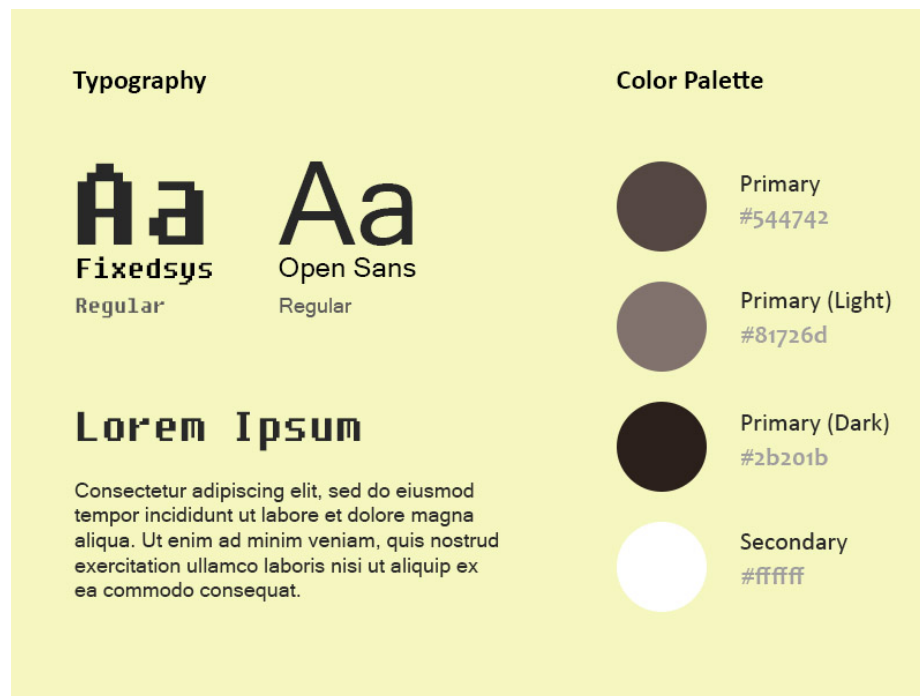 Typography
Aa
Fixedsys
Regular
Aa
Open Sans
Regular
Lorem Ipsum
Consectetur adipiscing elit, sed do eiusmod
tempor incididunt ut labore et dolore magna
aliqua. Ut enim ad minim veniam, quis nostrud
exercitation ullamco laboris nisi ut aliquip ex
ea commodo consequat.
Color Palette
Primary
#544742
Primary (Light)
#81726d
Primary (Dark)
#2b201b
Secondary
#ffffff